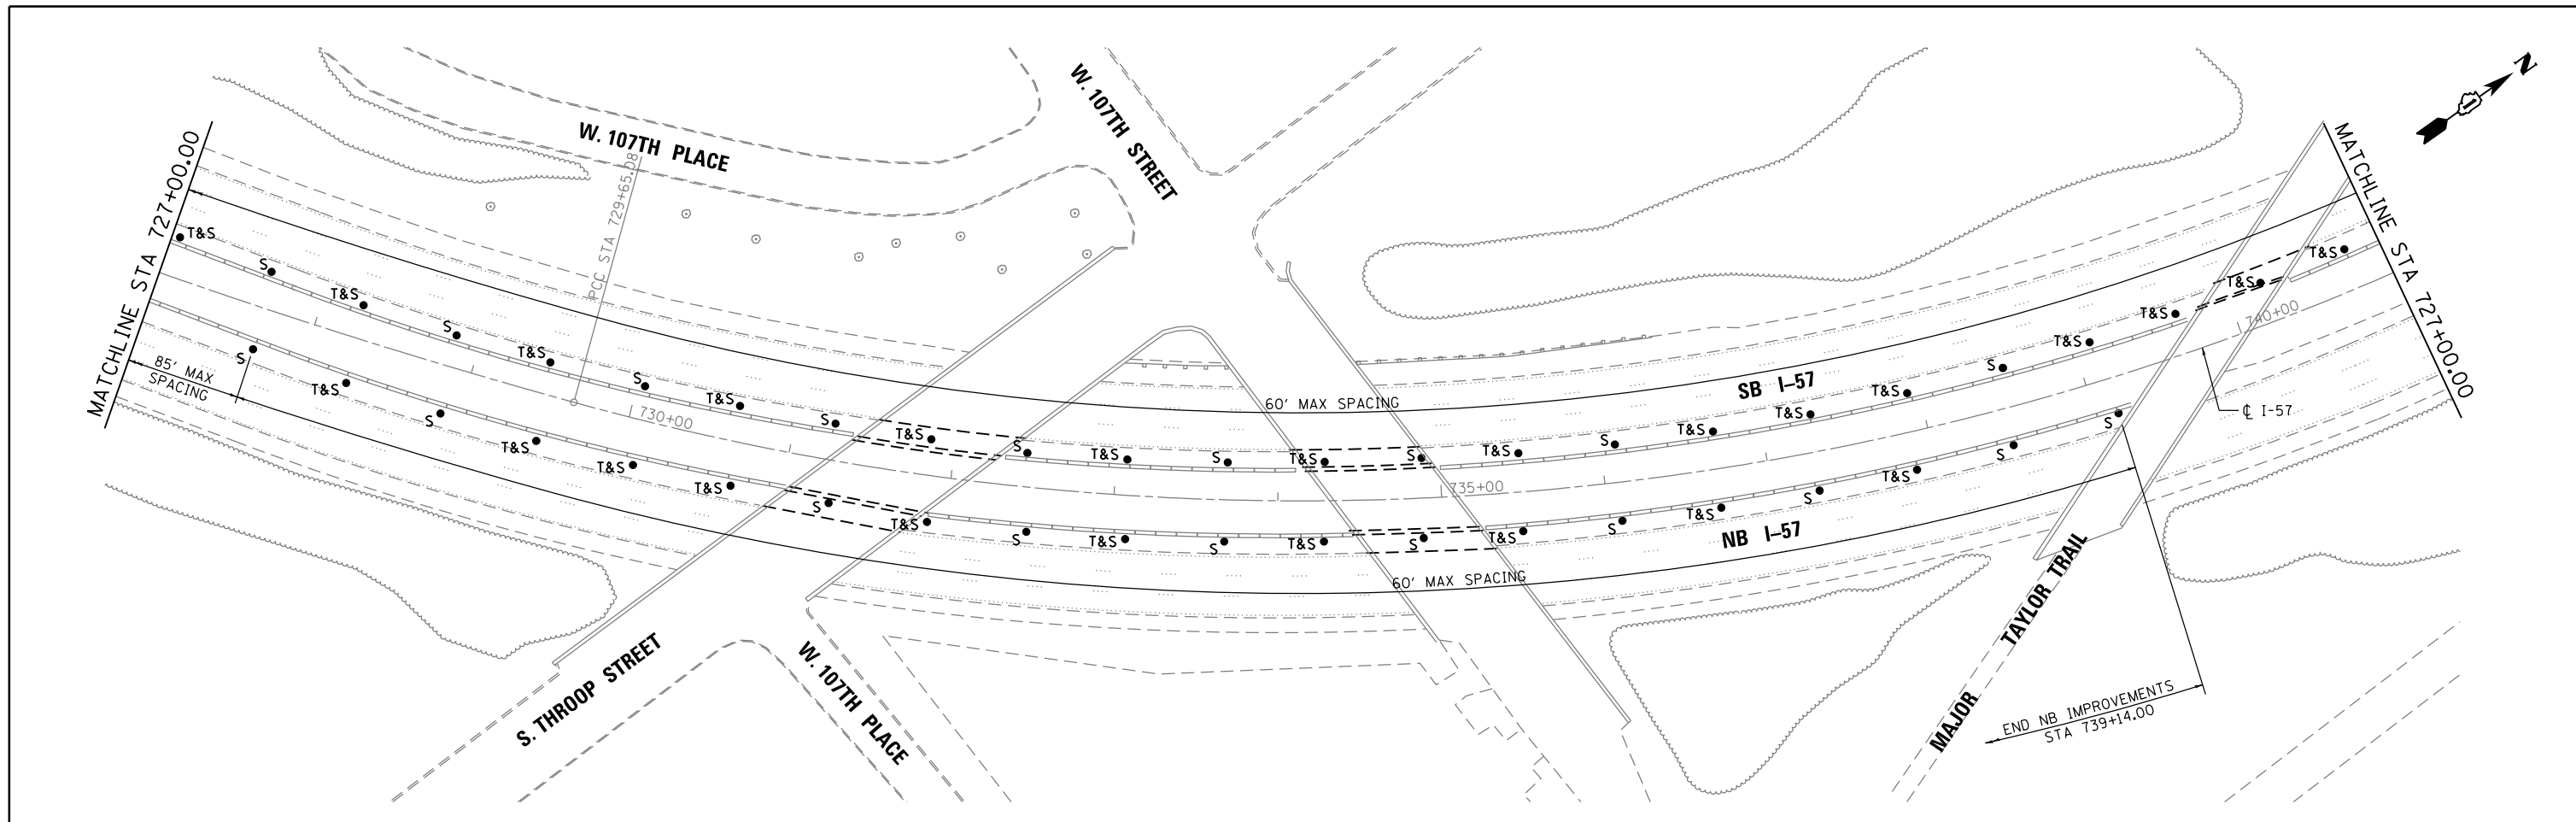 N
W. 107TH PLACE
W. 107TH STREET
MATCHLINE STA 727+00.00
MATCHLINE STA 727+00.00
PCC STA 729+65.08
T&S
S
T&S
S
T&S
S
T&S
S
T&S
S
T&S
S
T&S
S
T&S
S
T&S
T&S
T&S
S
T&S
T&S
T&S
T&S
60' MAX SPACING
SB I-57
730+00
735+00
740+00
℄ I-57
85' MAX
SPACING
S
T&S
S
T&S
T&S
T&S
S
T&S
S
T&S
S
T&S
S
T&S
S
T&S
S
T&S
S
S
NB I-57
60' MAX SPACING
S. THROOP STREET
W. 107TH PLACE
MAJOR TAYLOR TRAIL
END NB IMPROVEMENTS
STA 739+14.00